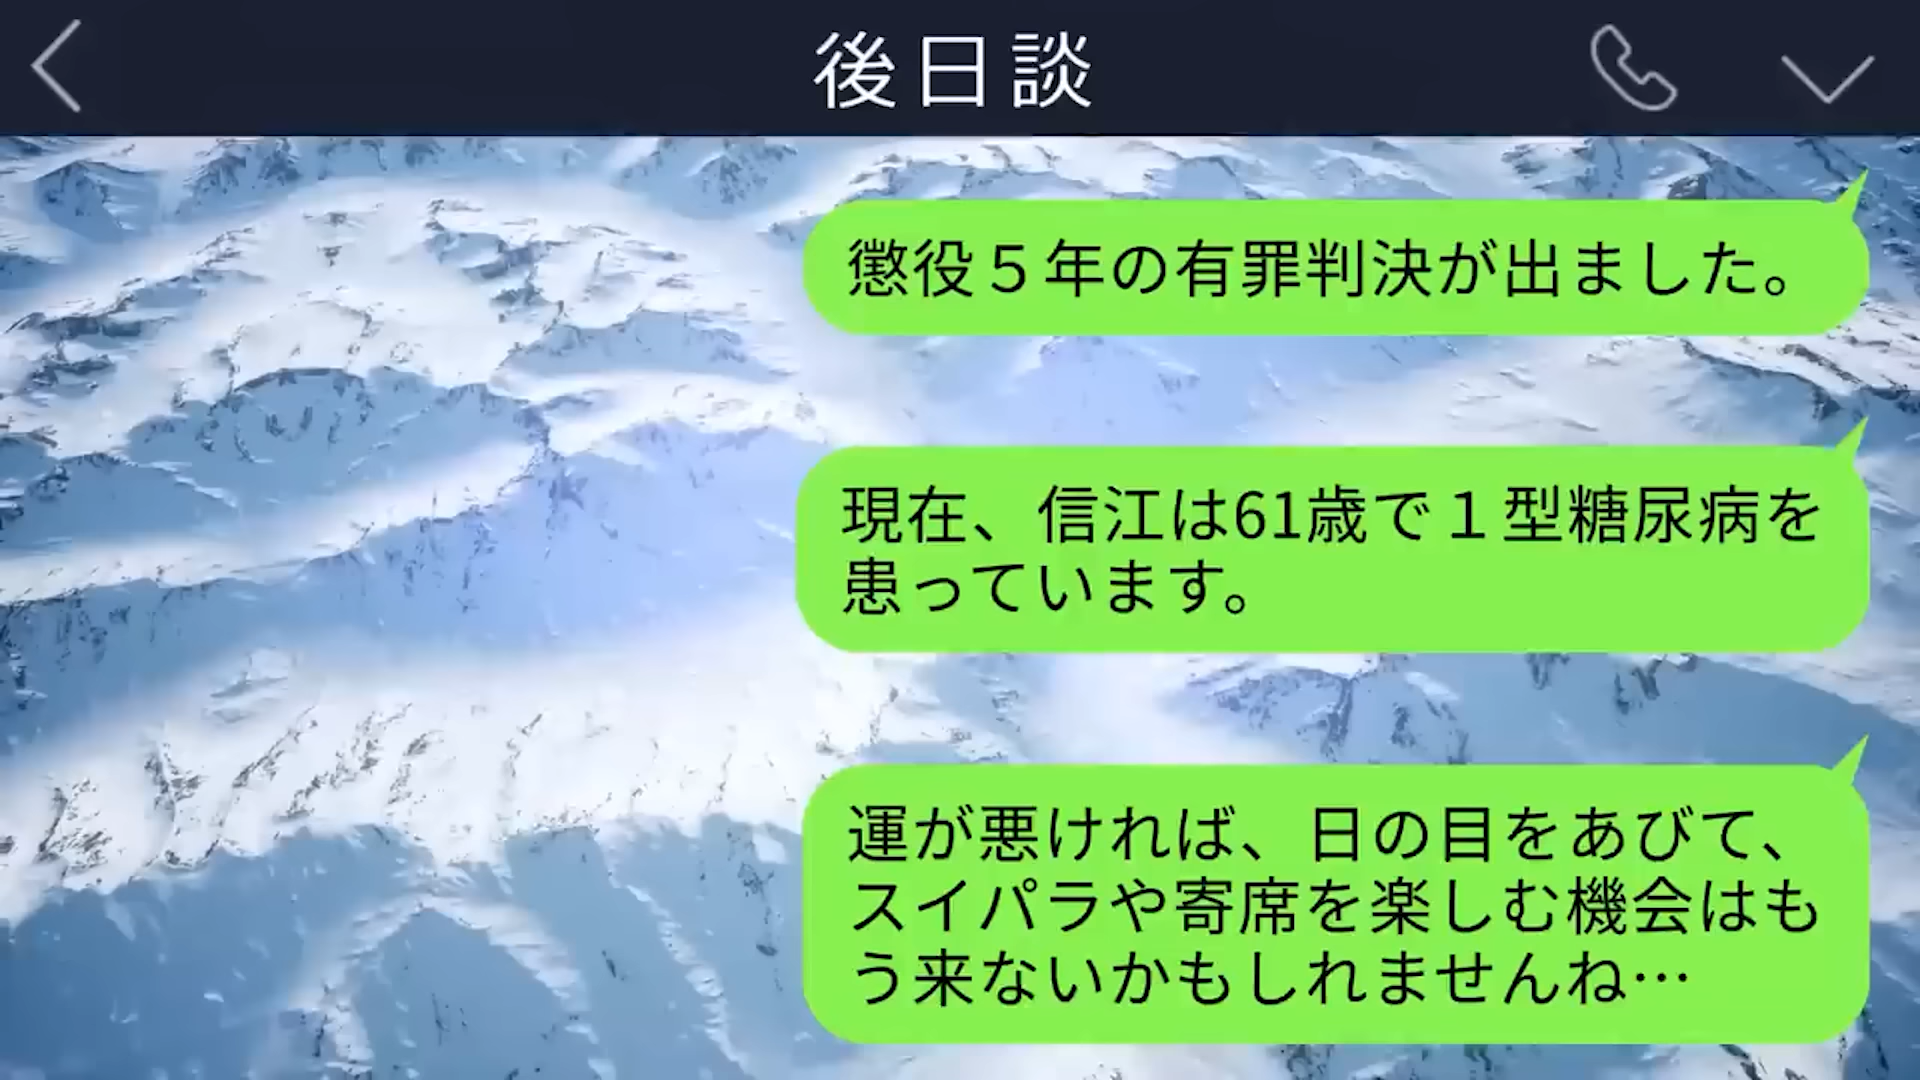 後日談
懲役５年の有罪判決が出ました。
現在、信江は61歳で１型糖尿病を
患っています。
運が悪ければ、日の目をあびて、
スイパラや寄席を楽しむ機会はも
う来ないかもしれませんね…